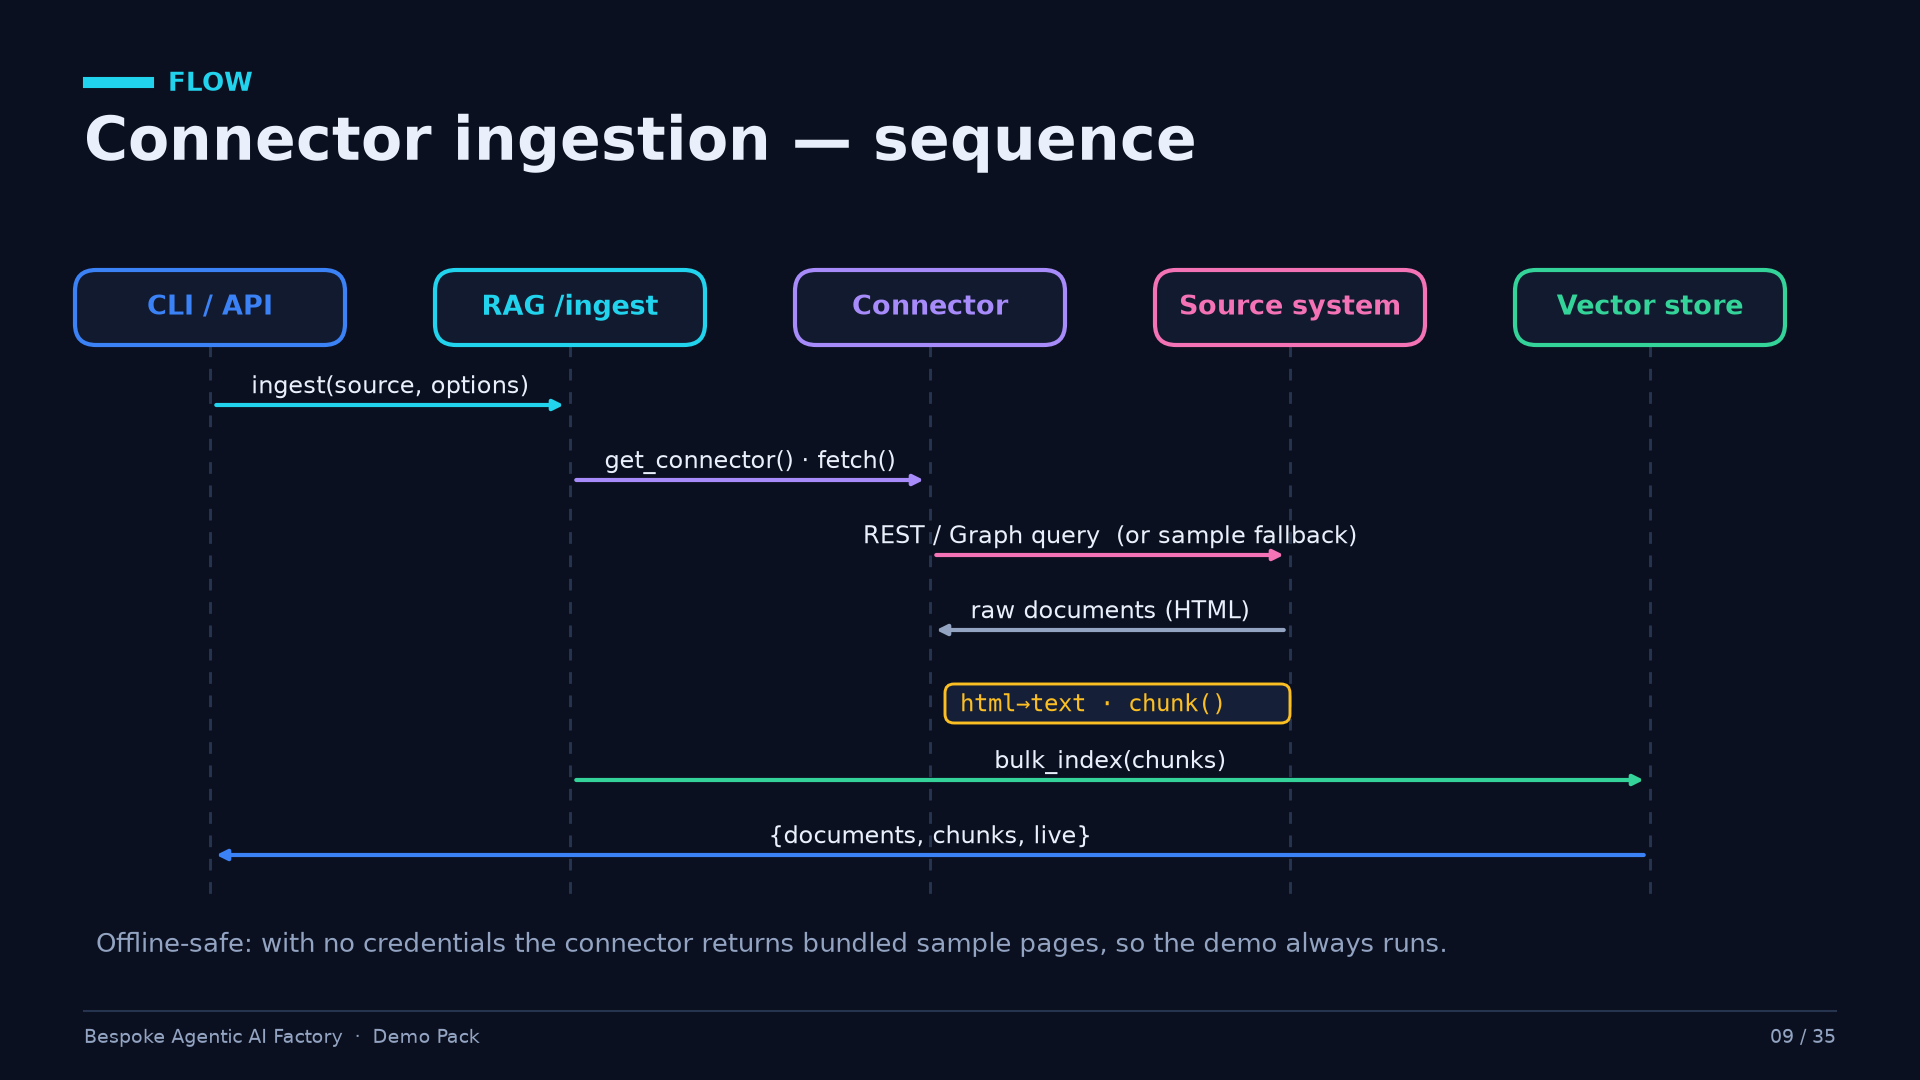 FLOW
Connector ingestion — sequence
CLI / API
RAG /ingest
Connector
Source system
Vector store
ingest(source, options)
get_connector() · fetch()
REST / Graph query  (or sample fallback)
raw documents (HTML)
html→text · chunk()
bulk_index(chunks)
{documents, chunks, live}
Offline-safe: with no credentials the connector returns bundled sample pages, so the demo always runs.
Bespoke Agentic AI Factory  ·  Demo Pack
09 / 35